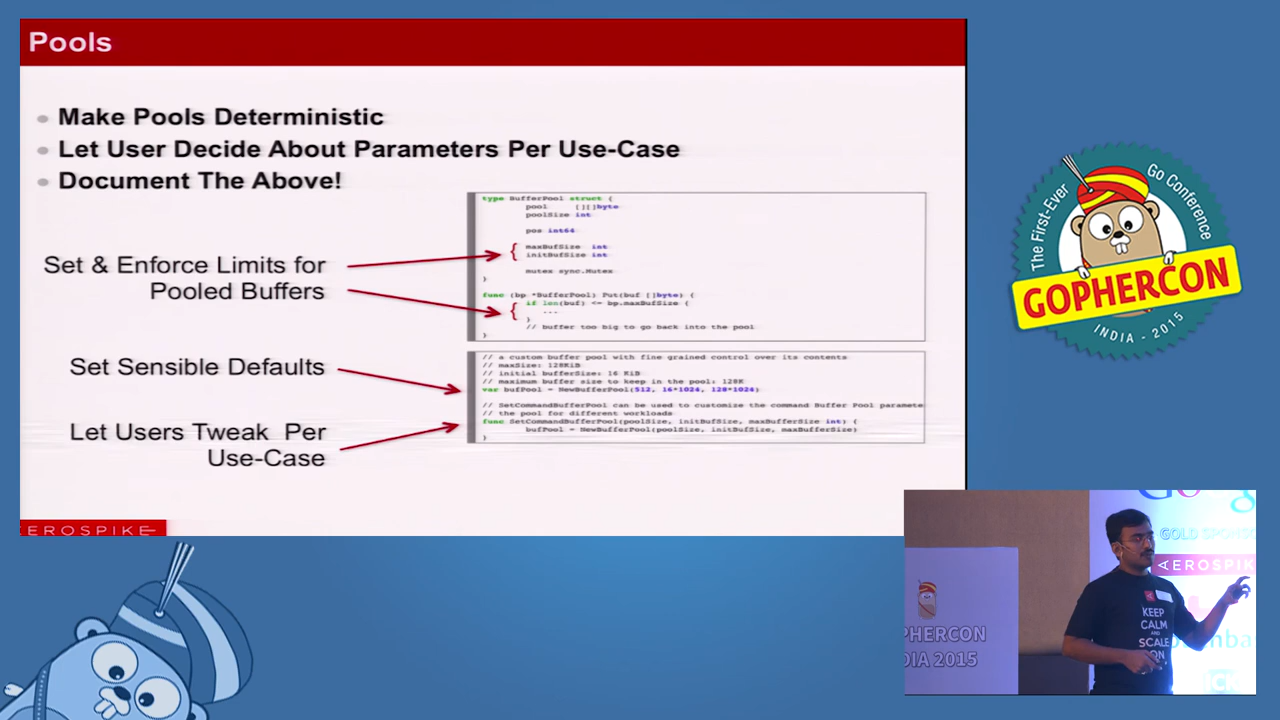 Pools
Make Pools Deterministic
Let User Decide About Parameters Per Use-Case
Document The Above!
Set & Enforce Limits for
Pooled Buffers
type BufferPool struct {
pool [][]byte
poolSize int
pos int64
maxBufSize int
initBufSize int
mutex sync.Mutex
}
func (bp *BufferPool) Put(buf []byte) {
if len(buf) <= bp.maxBufSize {
...
}
// buffer too big to go back into the pool
}
Set Sensible Defaults
Let Users Tweak Per
Use-Case
// a custom buffer pool with fine grained control over its contents
// maxSize: 128KiB
// initial bufferSize: 16 KiB
// maximum buffer size to keep in the pool: 128K
var bufPool = NewBufferPool(512, 16*1024, 128*1024)
// SetCommandBufferPool can be used to customize the command Buffer Pool paramete
// the pool for different workloads
func SetCommandBufferPool(poolSize, initBufSize, maxBufferSize int) {
bufPool = NewBufferPool(poolSize, initBufSize, maxBufferSize)
}
EROSPIKE
The First-Ever
Go Conference
GOPHERCON
INDIA - 2015
GOLD SPONS
AEROSPIK
PHERCON
DIA 2015
KEEP
CALM
AND
SCALE
ON